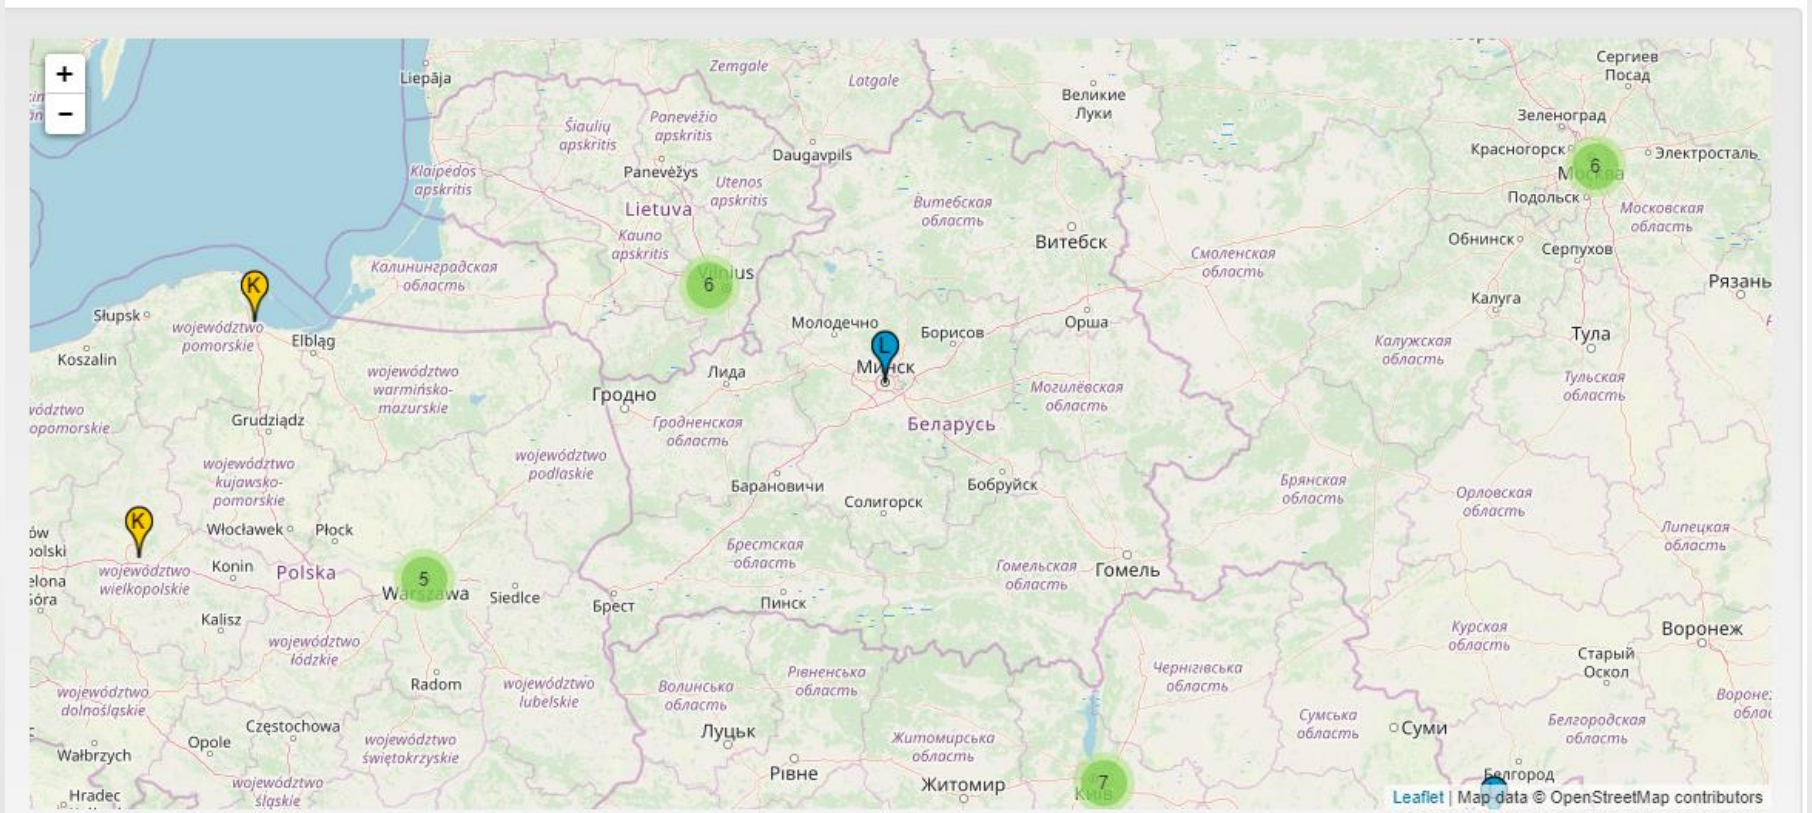 +
−
Liepāja
Zemgale
Latgale
Великие
Луки
Сергиев
Посад
Зеленоград
Красногорск
Электросталь
6
Москва
Подольск
Московская
область
Обнинск
Серпухов
Рязань
Šiaulių
apskritis
Panevėžio
apskritis
Daugavpils
Panevėžys
Klaipėdos
apskritis
Utenos
apskritis
Lietuva
Kauno
apskritis
Витебская
область
Витебск
Смоленская
область
Калининградская
область
6
Vilnius
K
Słupsk
województwo
pomorskie
Elbląg
Koszalin
Молодечно
Борисов
Орша
Калуга
Тула
Калужская
область
L
Минск
Лида
Гродно
województwo
warmińsko-
mazurskie
Могилёвская
область
Тульская
область
Grudziądz
Гродненская
область
Беларусь
województwo
podlaskie
województwo
kujawsko-
pomorskie
Барановичи
Бобруйск
Солигорск
Брянская
область
Орловская
область
Липецкая
область
K
Włocławek
Płock
Konin
Polska
województwo
wielkopolskie
5
Warszawa
Siedlce
Брестская
область
Гомельская
область
Гомель
Брест
Пинск
Kalisz
województwo
łódzkie
Курская
область
Воронеж
Старый
Оскол
Radom
województwo
lubelskie
Волинська
область
Рівненська
область
Чернігівська
область
województwo
dolnośląskie
Częstochowa
Opole
Wałbrzych
województwo
świętokrzyskie
Луцьк
Рівне
Житомирська
область
Житомир
Сумська
область
Суми
Белгородская
область
Белгород
7
Київ
województwo
śląskie
Hradec
Leaflet | Map data © OpenStreetMap contributors